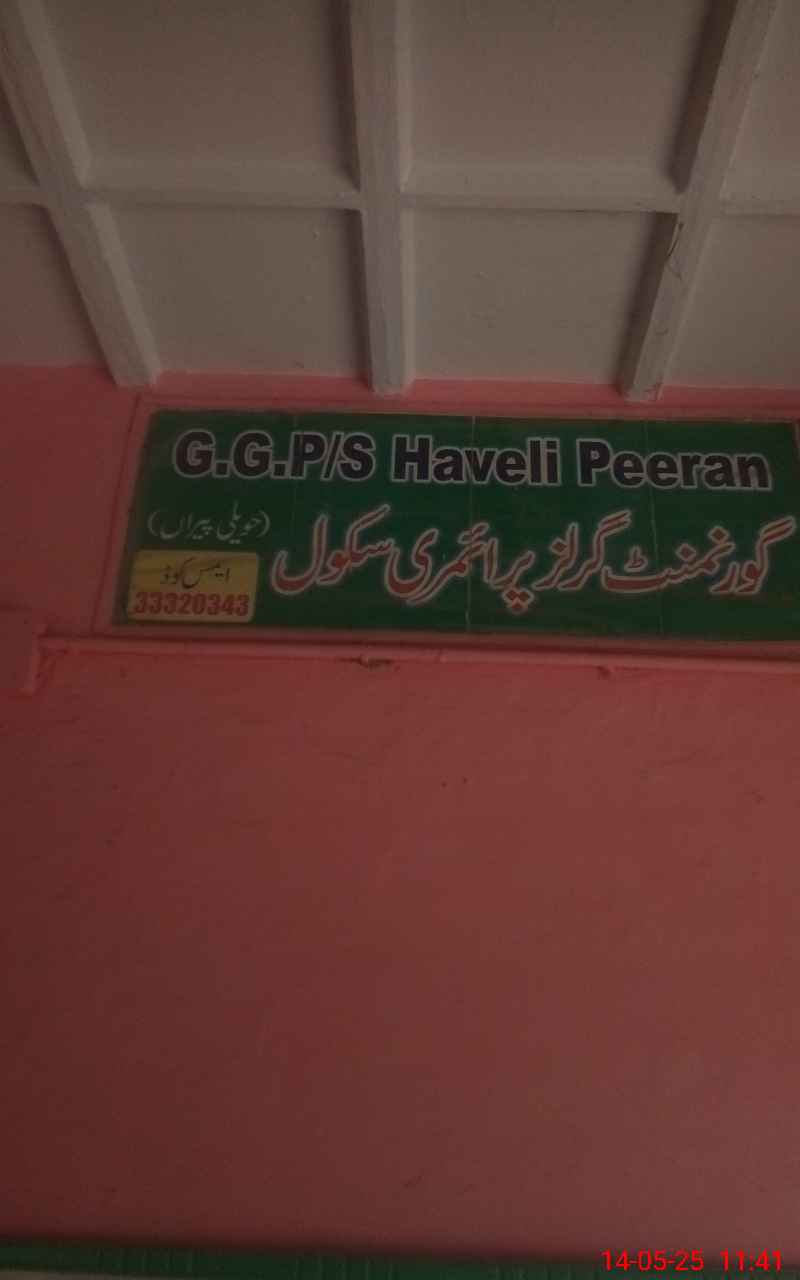 G.G.P/S Haveli Peeran
گورنمنٹ گرلز پرائمری سکول
(حویلی پیراں)
ایمس کوڈ
33320343
14-05-25 11:41